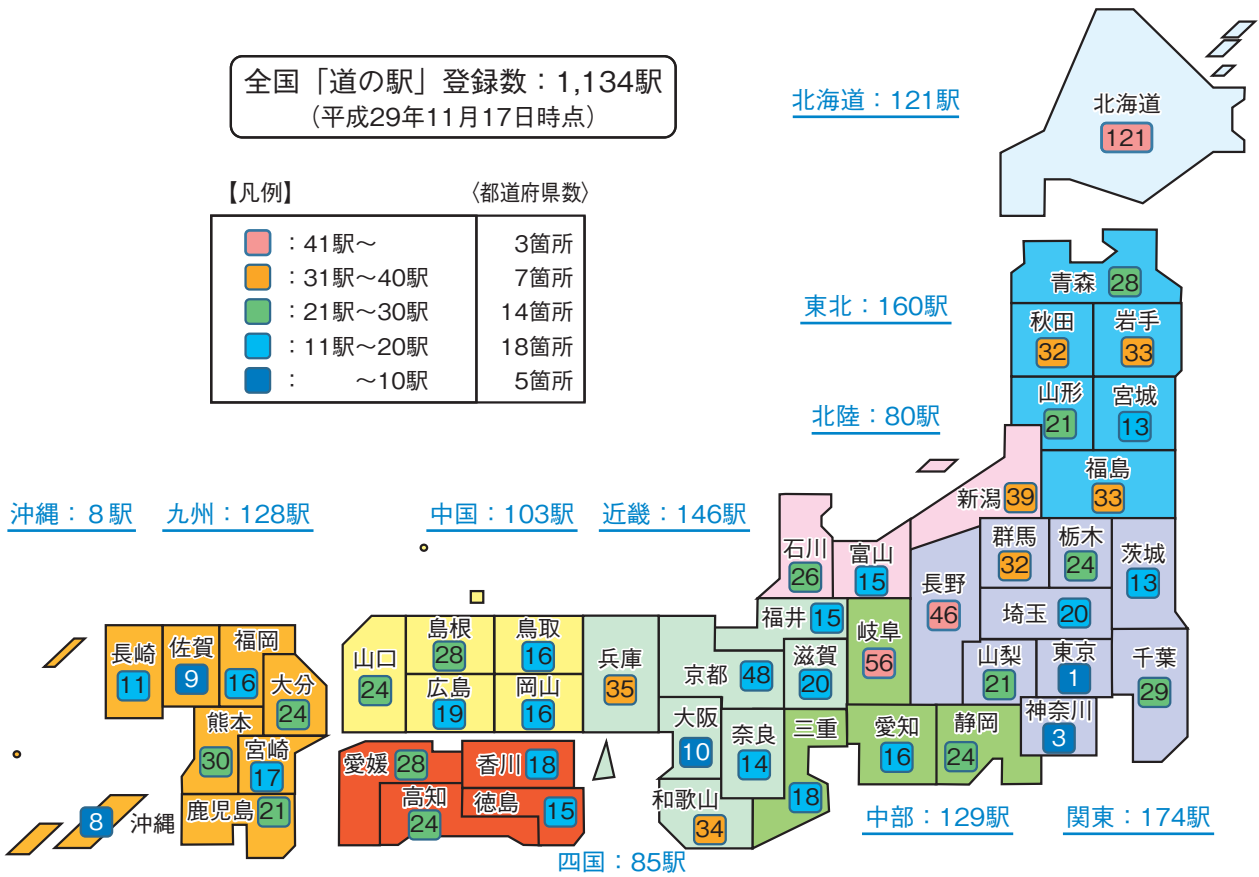 全国「道の駅」登録数：1,134駅
（平成29年11月17日時点）
【凡例】 〈都道府県数〉
：41駅～ 3箇所
：31駅～40駅 7箇所
：21駅～30駅 14箇所
：11駅～20駅 18箇所
： ～10駅 5箇所
北海道：121駅
北海道
121
東北：160駅
青森 28
秋田
32
岩手
33
山形
21
宮城
13
福島
33
北陸：80駅
新潟 39
石川
26
富山
15
沖縄：8駅
九州：128駅
中国：103駅
近畿：146駅
群馬
32
栃木
24
茨城
13
長野
46
埼玉 20
山梨
21
東京
1
千葉
29
神奈川
3
福井 15
岐阜
56
滋賀
20
京都 48
兵庫
35
大阪
10
奈良
14
三重
18
和歌山
34
愛知
16
静岡
24
島根
28
鳥取
16
山口
24
広島
19
岡山
16
長崎
11
佐賀
9
福岡
16
大分
24
熊本
30
宮崎
17
鹿児島 21
8 沖縄
愛媛 28
香川 18
高知
24
徳島
15
四国：85駅
中部：129駅
関東：174駅